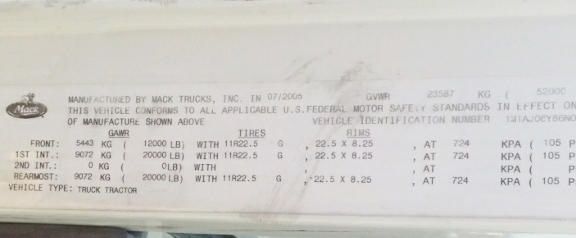 Mack
MANUFACTURED BY MACK TRUCKS, INC. IN 07/2005 GVWR 23587 KG ( 52000
THIS VEHICLE CONFORMS TO ALL APPLICABLE U.S. FEDERAL MOTOR SAFETY STANDARDS IN EFFECT ON
OF MANUFACTURE SHOWN ABOVE VEHICLE IDENTIFICATION NUMBER
GAWR TIRES RIMS
FRONT: 5443 KG ( 12000 LB) WITH 11R22.5 G , 22.5 X 8.25 , AT 724 KPA ( 105 P
1ST INT.: 9072 KG ( 20000 LB) WITH 11R22.5 G , 22.5 X 8.25 , AT 724 KPA ( 105 P
2ND INT.: 0 KG ( 0LB) WITH , AT KPA ( P
REARMOST: 9072 KG ( 20000 LB) WITH 11R22.5 G , 22.5 X 8.25 , AT 724 KPA ( 105 P
VEHICLE TYPE: TRUCK TRACTOR